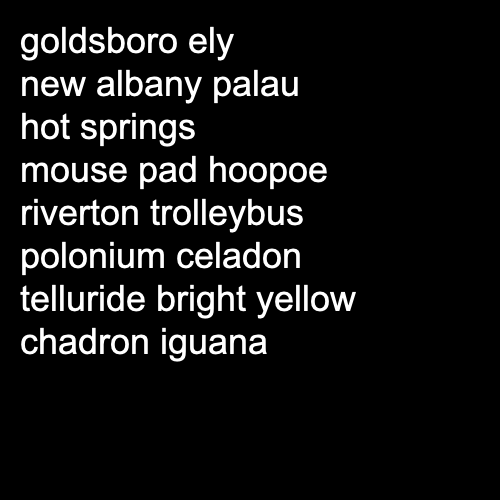 goldsboro ely
new albany palau
hot springs
mouse pad hoopoe
riverton trolleybus
polonium celadon
telluride bright yellow
chadron iguana